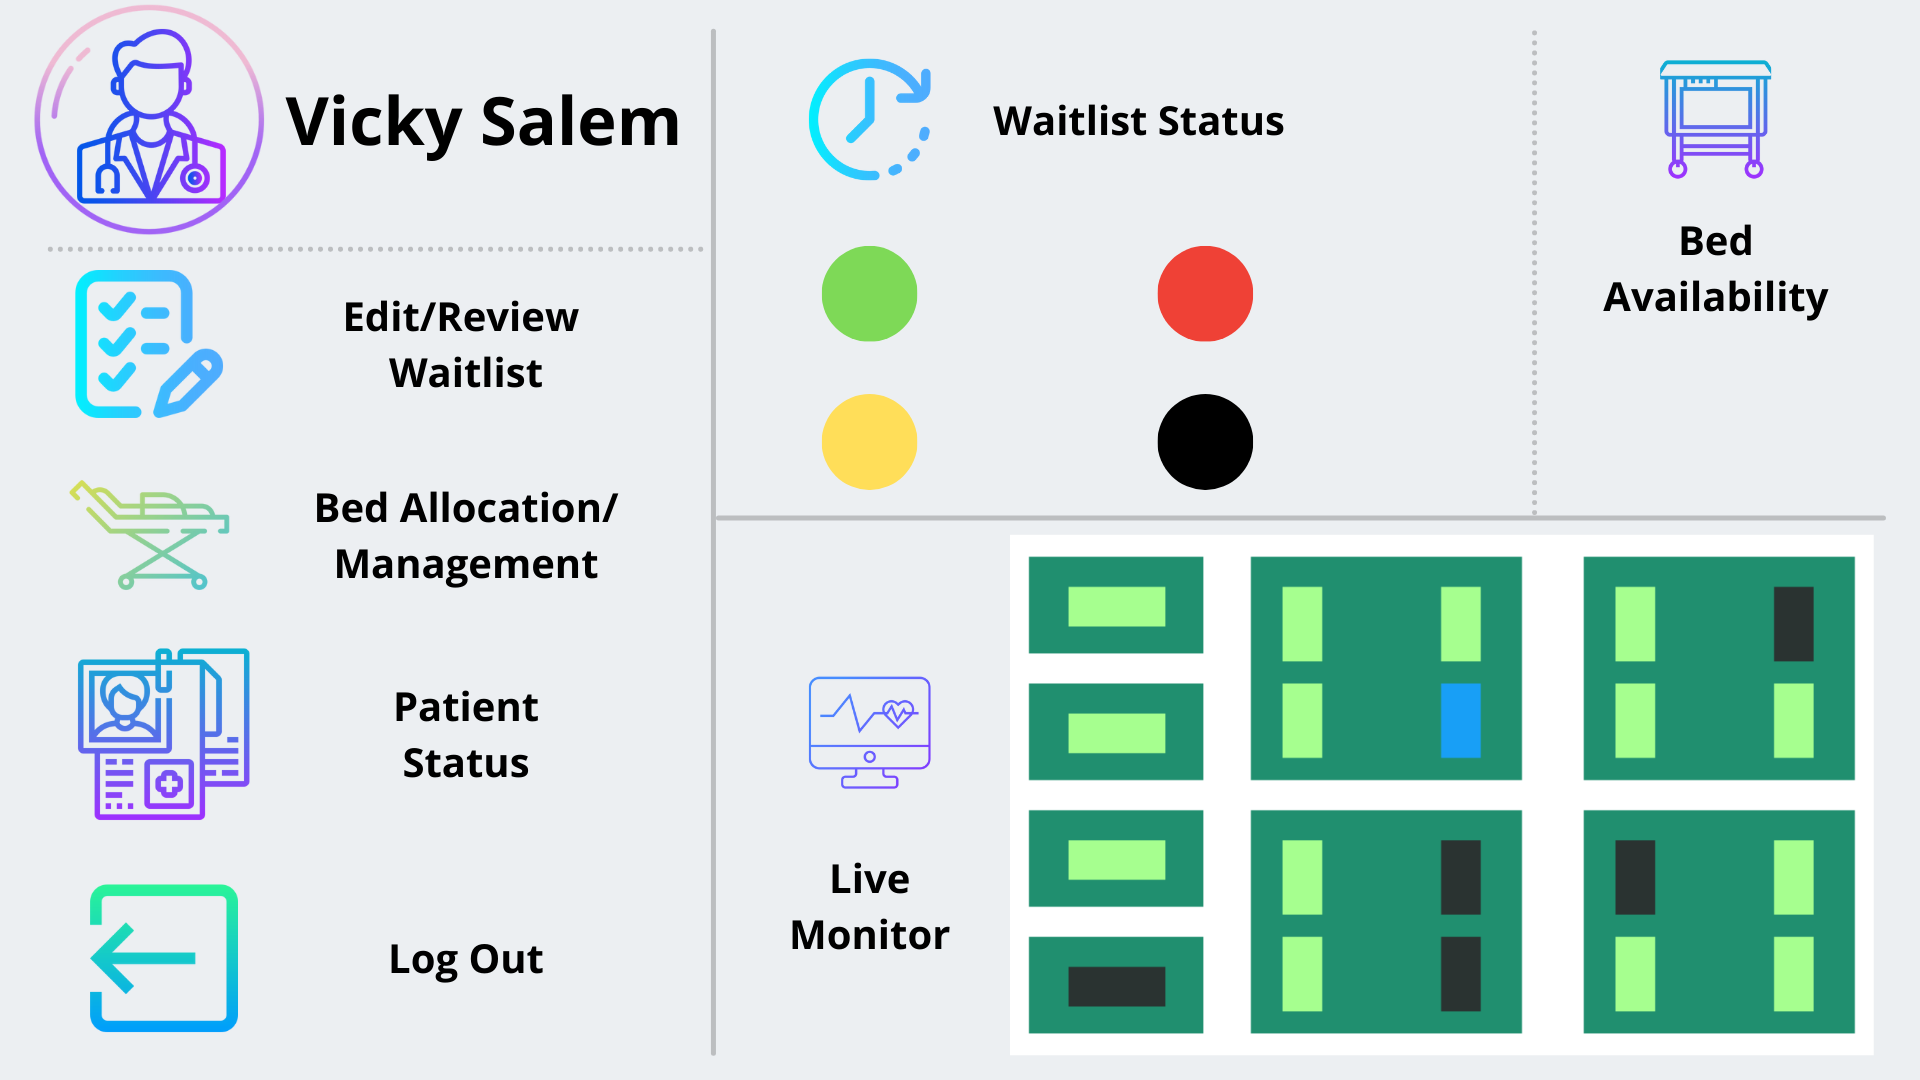 Vicky Salem
Edit/Review
Waitlist
Bed Allocation/
Management
Patient
Status
Log Out
Waitlist Status
Bed
Availability
Live
Monitor